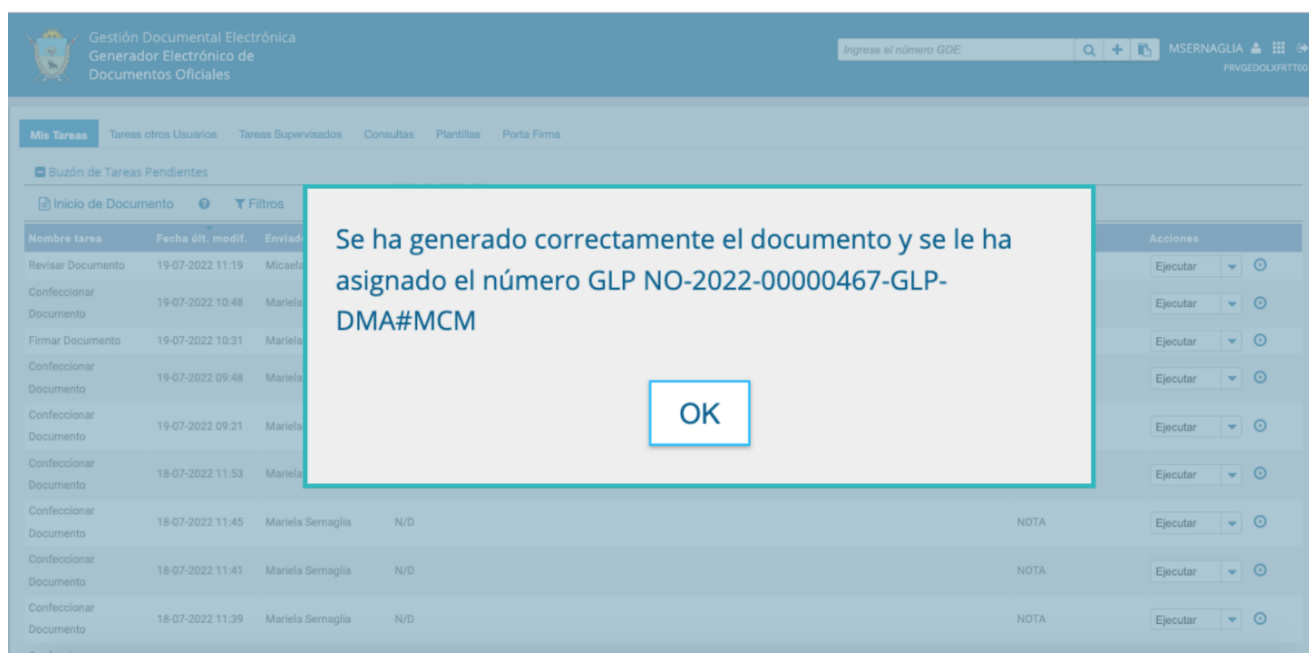 Gestión Documental Electrónica
Generador Electrónico de
Documentos Oficiales
Ingrese el número GDE
MSERNAGLIA
PRVGEDOLXFRTT00
Mis Tareas Tareas otros Usuarios Tareas Supervisados Consultas Plantillas Porta Firma
Buzón de Tareas Pendientes
Inicio de Documento Filtros
Nombre tarea Fecha últ. modif. Acciones
Se ha generado correctamente el documento y se le ha
asignado el número GLP NO-2022-00000467-GLP-
DMA#MCM
OK
Revisar Documento 19-07-2022 11:19 Micaela Ejecutar
Confeccionar
Documento
19-07-2022 10:48 Mariela Ejecutar
Firmar Documento 19-07-2022 10:31 Mariela Ejecutar
Confeccionar
Documento
19-07-2022 09:48 Mariela Ejecutar
Confeccionar
Documento
19-07-2022 09:21 Mariela Ejecutar
Confeccionar
Documento
18-07-2022 11:53 Mariela Ejecutar
Confeccionar
Documento
18-07-2022 11:45 Mariela Sernaglia N/D NOTA Ejecutar
Confeccionar
Documento
18-07-2022 11:41 Mariela Sernaglia N/D NOTA Ejecutar
Confeccionar
Documento
18-07-2022 11:39 Mariela Sernaglia N/D NOTA Ejecutar